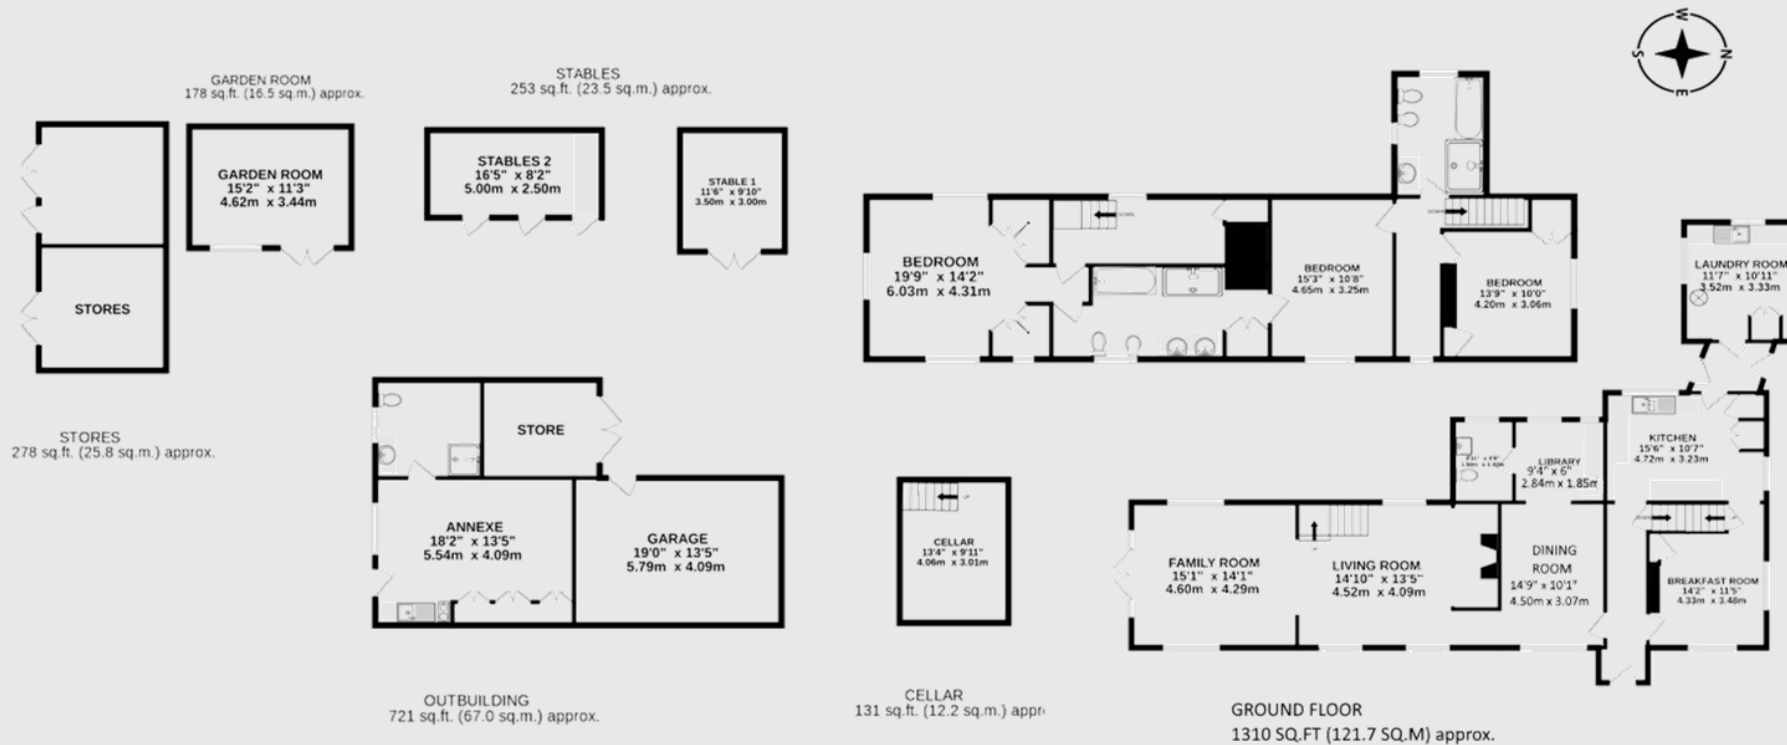 GARDEN ROOM
178 sq.ft. (16.5 sq.m.) approx.
STABLES
253 sq.ft. (23.5 sq.m.) approx.
W
S
N
E
GARDEN ROOM
15'2" x 11'3"
4.62m x 3.44m
STABLES 2
16'5" x 8'2"
5.00m x 2.50m
STABLE 1
11'6" x 9'10"
3.50m x 3.00m
STORES
STORES
278 sq.ft. (25.8 sq.m.) approx.
BEDROOM
19'9" x 14'2"
6.03m x 4.31m
DOWN
BEDROOM
15'3" x 10'8"
4.65m x 3.25m
DOWN
BEDROOM
13'9" x 10'0"
4.20m x 3.06m
LAUNDRY ROOM
11'7" x 10'11"
3.52m x 3.33m
STORE
ANNEXE
18'2" x 13'5"
5.54m x 4.09m
GARAGE
19'0" x 13'5"
5.79m x 4.09m
OUTBUILDING
721 sq.ft. (67.0 sq.m.) approx.
UP
CELLAR
13'4" x 9'11"
4.06m x 3.01m
CELLAR
131 sq.ft. (12.2 sq.m.) appr
KITCHEN
15'6" x 10'7"
4.72m x 3.23m
LIBRARY
9'4" x 6"
2.84m x 1.85m
FAMILY ROOM
15'1" x 14'1"
4.60m x 4.29m
LIVING ROOM
14'10" x 13'5"
4.52m x 4.09m
DINING
ROOM
14'9" x 10'1"
4.50m x 3.07m
BREAKFAST ROOM
14'2" x 11'5"
4.33m x 3.48m
GROUND FLOOR
1310 SQ.FT (121.7 SQ.M) approx.